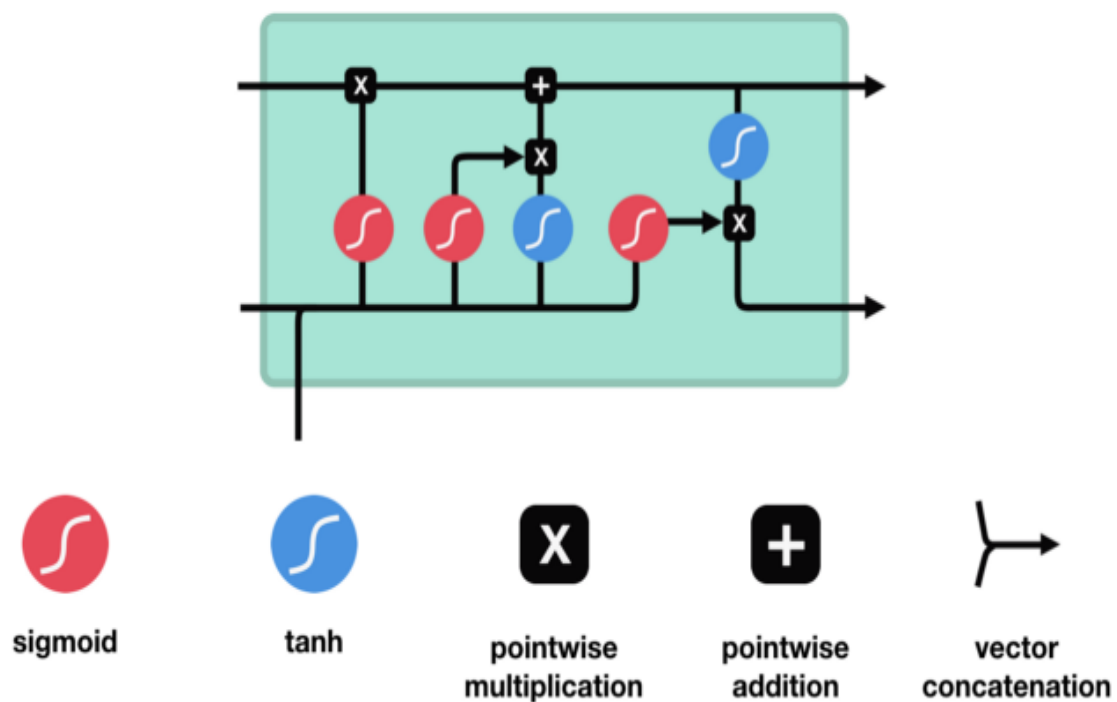 X
+
X
X
X
+
sigmoid
tanh
pointwise
multiplication
pointwise
addition
vector
concatenation